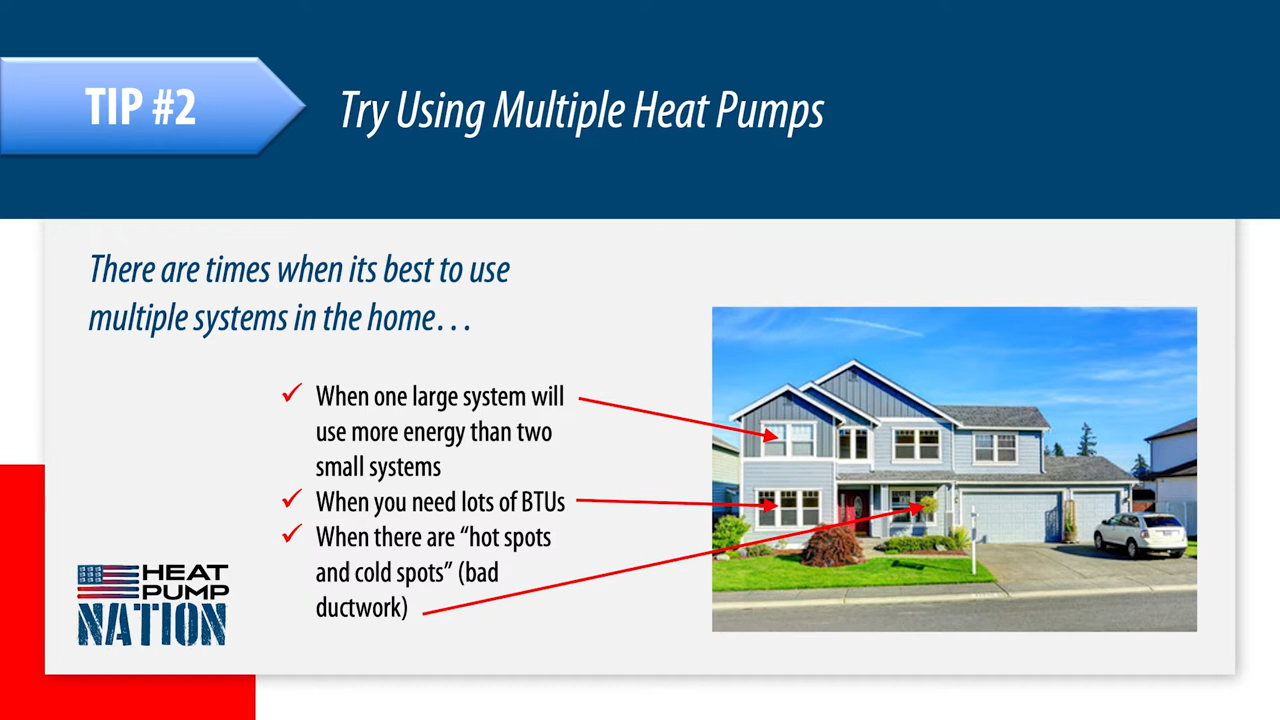 TIP #2
Try Using Multiple Heat Pumps
There are times when its best to use
multiple systems in the home...
When one large system will
use more energy than two
small systems
When you need lots of BTUs
When there are “hot spots
and cold spots” (bad
ductwork)
HEAT
PUMP
NATION